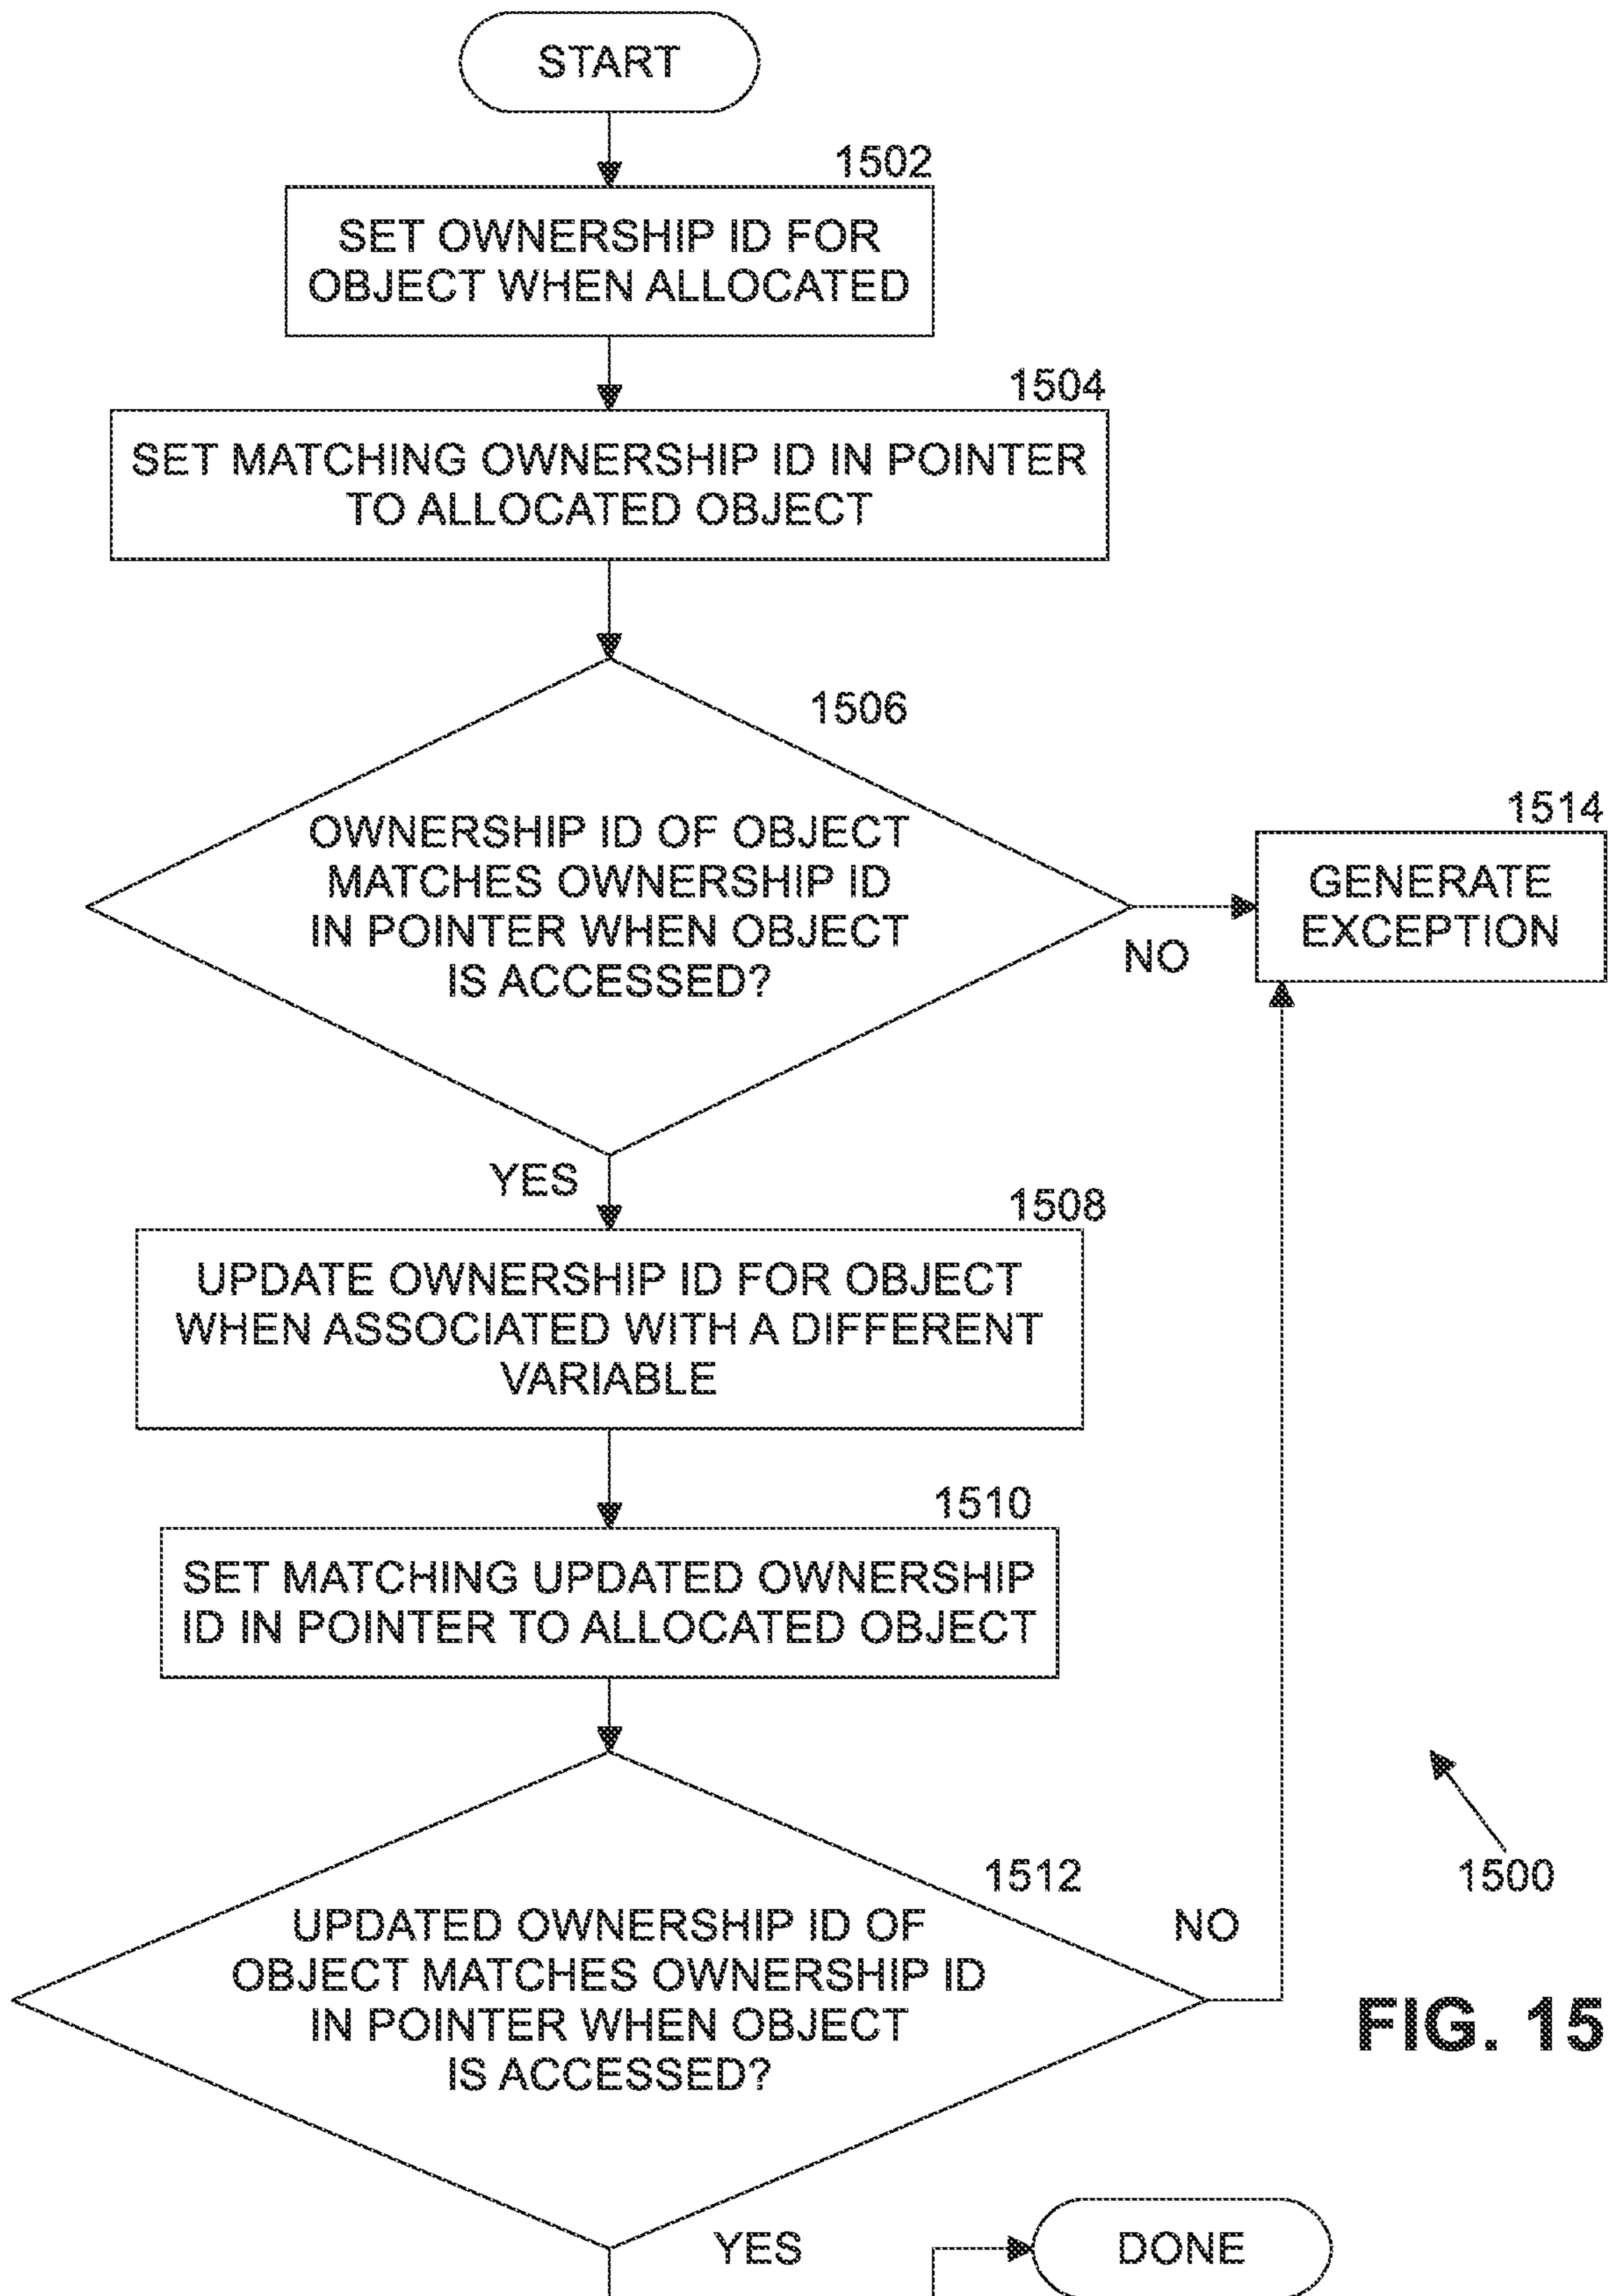 START
1502
SET OWNERSHIP ID FOR
OBJECT WHEN ALLOCATED
1504
SET MATCHING OWNERSHIP ID IN POINTER
TO ALLOCATED OBJECT
1506
OWNERSHIP ID OF OBJECT
MATCHES OWNERSHIP ID
IN POINTER WHEN OBJECT
IS ACCESSED?
NO
1514
GENERATE
EXCEPTION
YES
1508
UPDATE OWNERSHIP ID FOR OBJECT
WHEN ASSOCIATED WITH A DIFFERENT
VARIABLE
1510
SET MATCHING UPDATED OWNERSHIP
ID IN POINTER TO ALLOCATED OBJECT
1512
UPDATED OWNERSHIP ID OF
OBJECT MATCHES OWNERSHIP ID
IN POINTER WHEN OBJECT
IS ACCESSED?
NO
1500
FIG. 15
YES
DONE